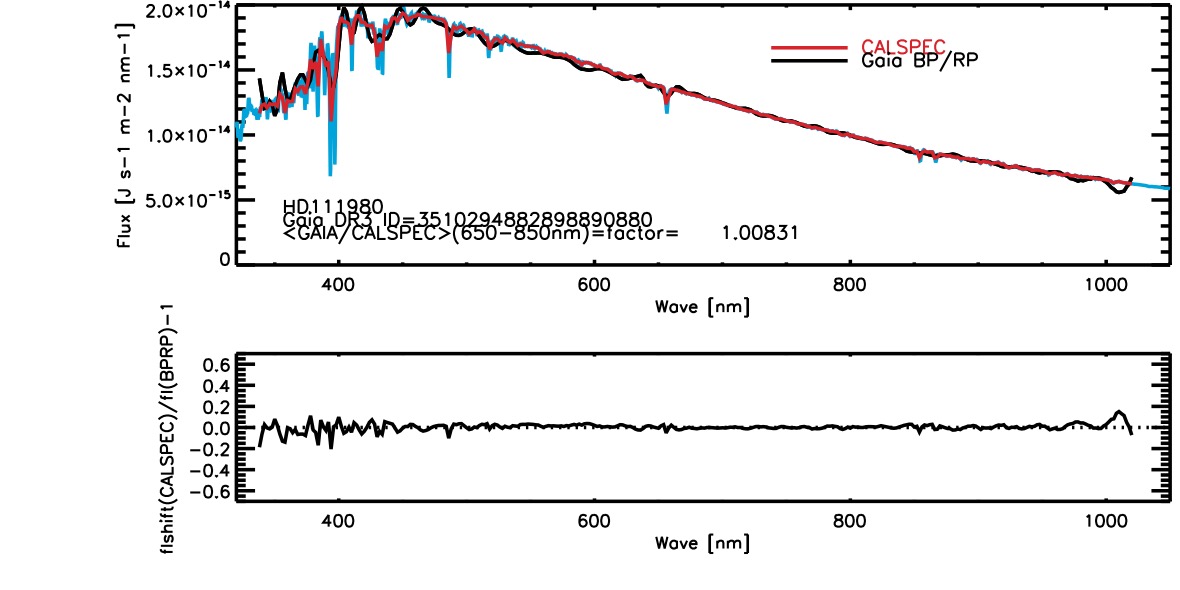 2.0×10−14
1.5×10−14
1.0×10−14
5.0×10−15
0
Flux [J s−1 m−2 nm−1]
CALSPEC
Gaia BP/RP
HD111980
Gaia DR3 ID=3510294882898890880
<GAIA/CALSPEC>(650−850nm)=factor= 1.00831
400 600 800 1000
Wave [nm]
flshift(CALSPEC)/fl(BPRP)−1
0.6
0.4
0.2
0.0
−0.2
−0.4
−0.6
400 600 800 1000
Wave [nm]